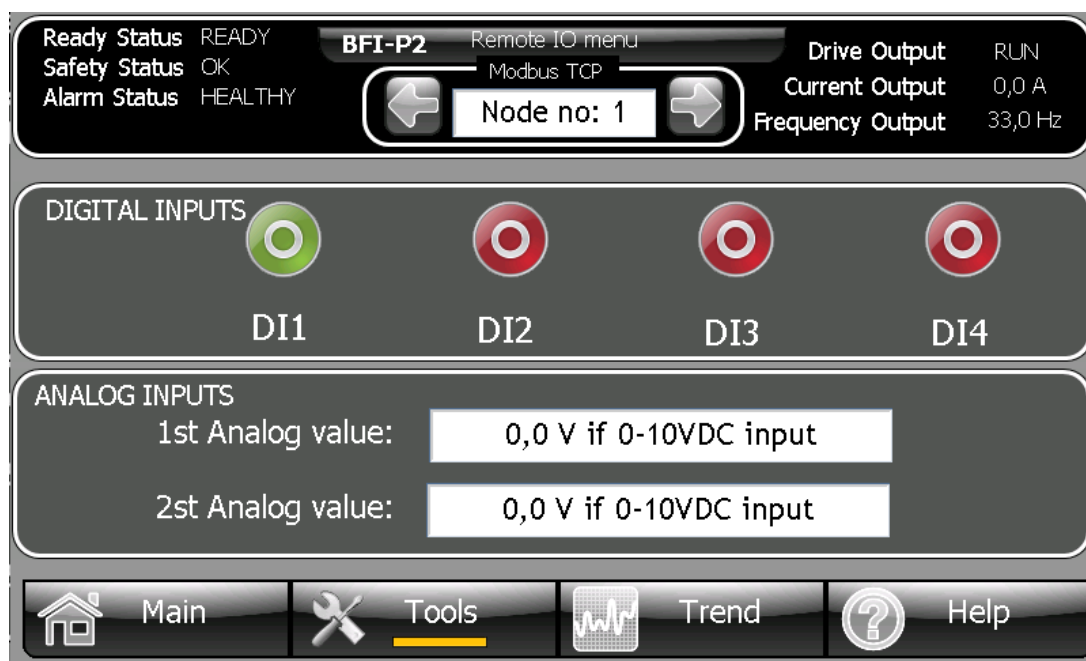 Ready Status READY
Safety Status OK
Alarm Status HEALTHY
BFI-P2 Remote IO menu
Modbus TCP
Node no: 1
Drive Output RUN
Current Output 0,0 A
Frequency Output 33,0 Hz
DIGITAL INPUTS
DI1 DI2 DI3 DI4
ANALOG INPUTS
1st Analog value: 0,0 V if 0-10VDC input
2st Analog value: 0,0 V if 0-10VDC input
Main Tools Trend Help